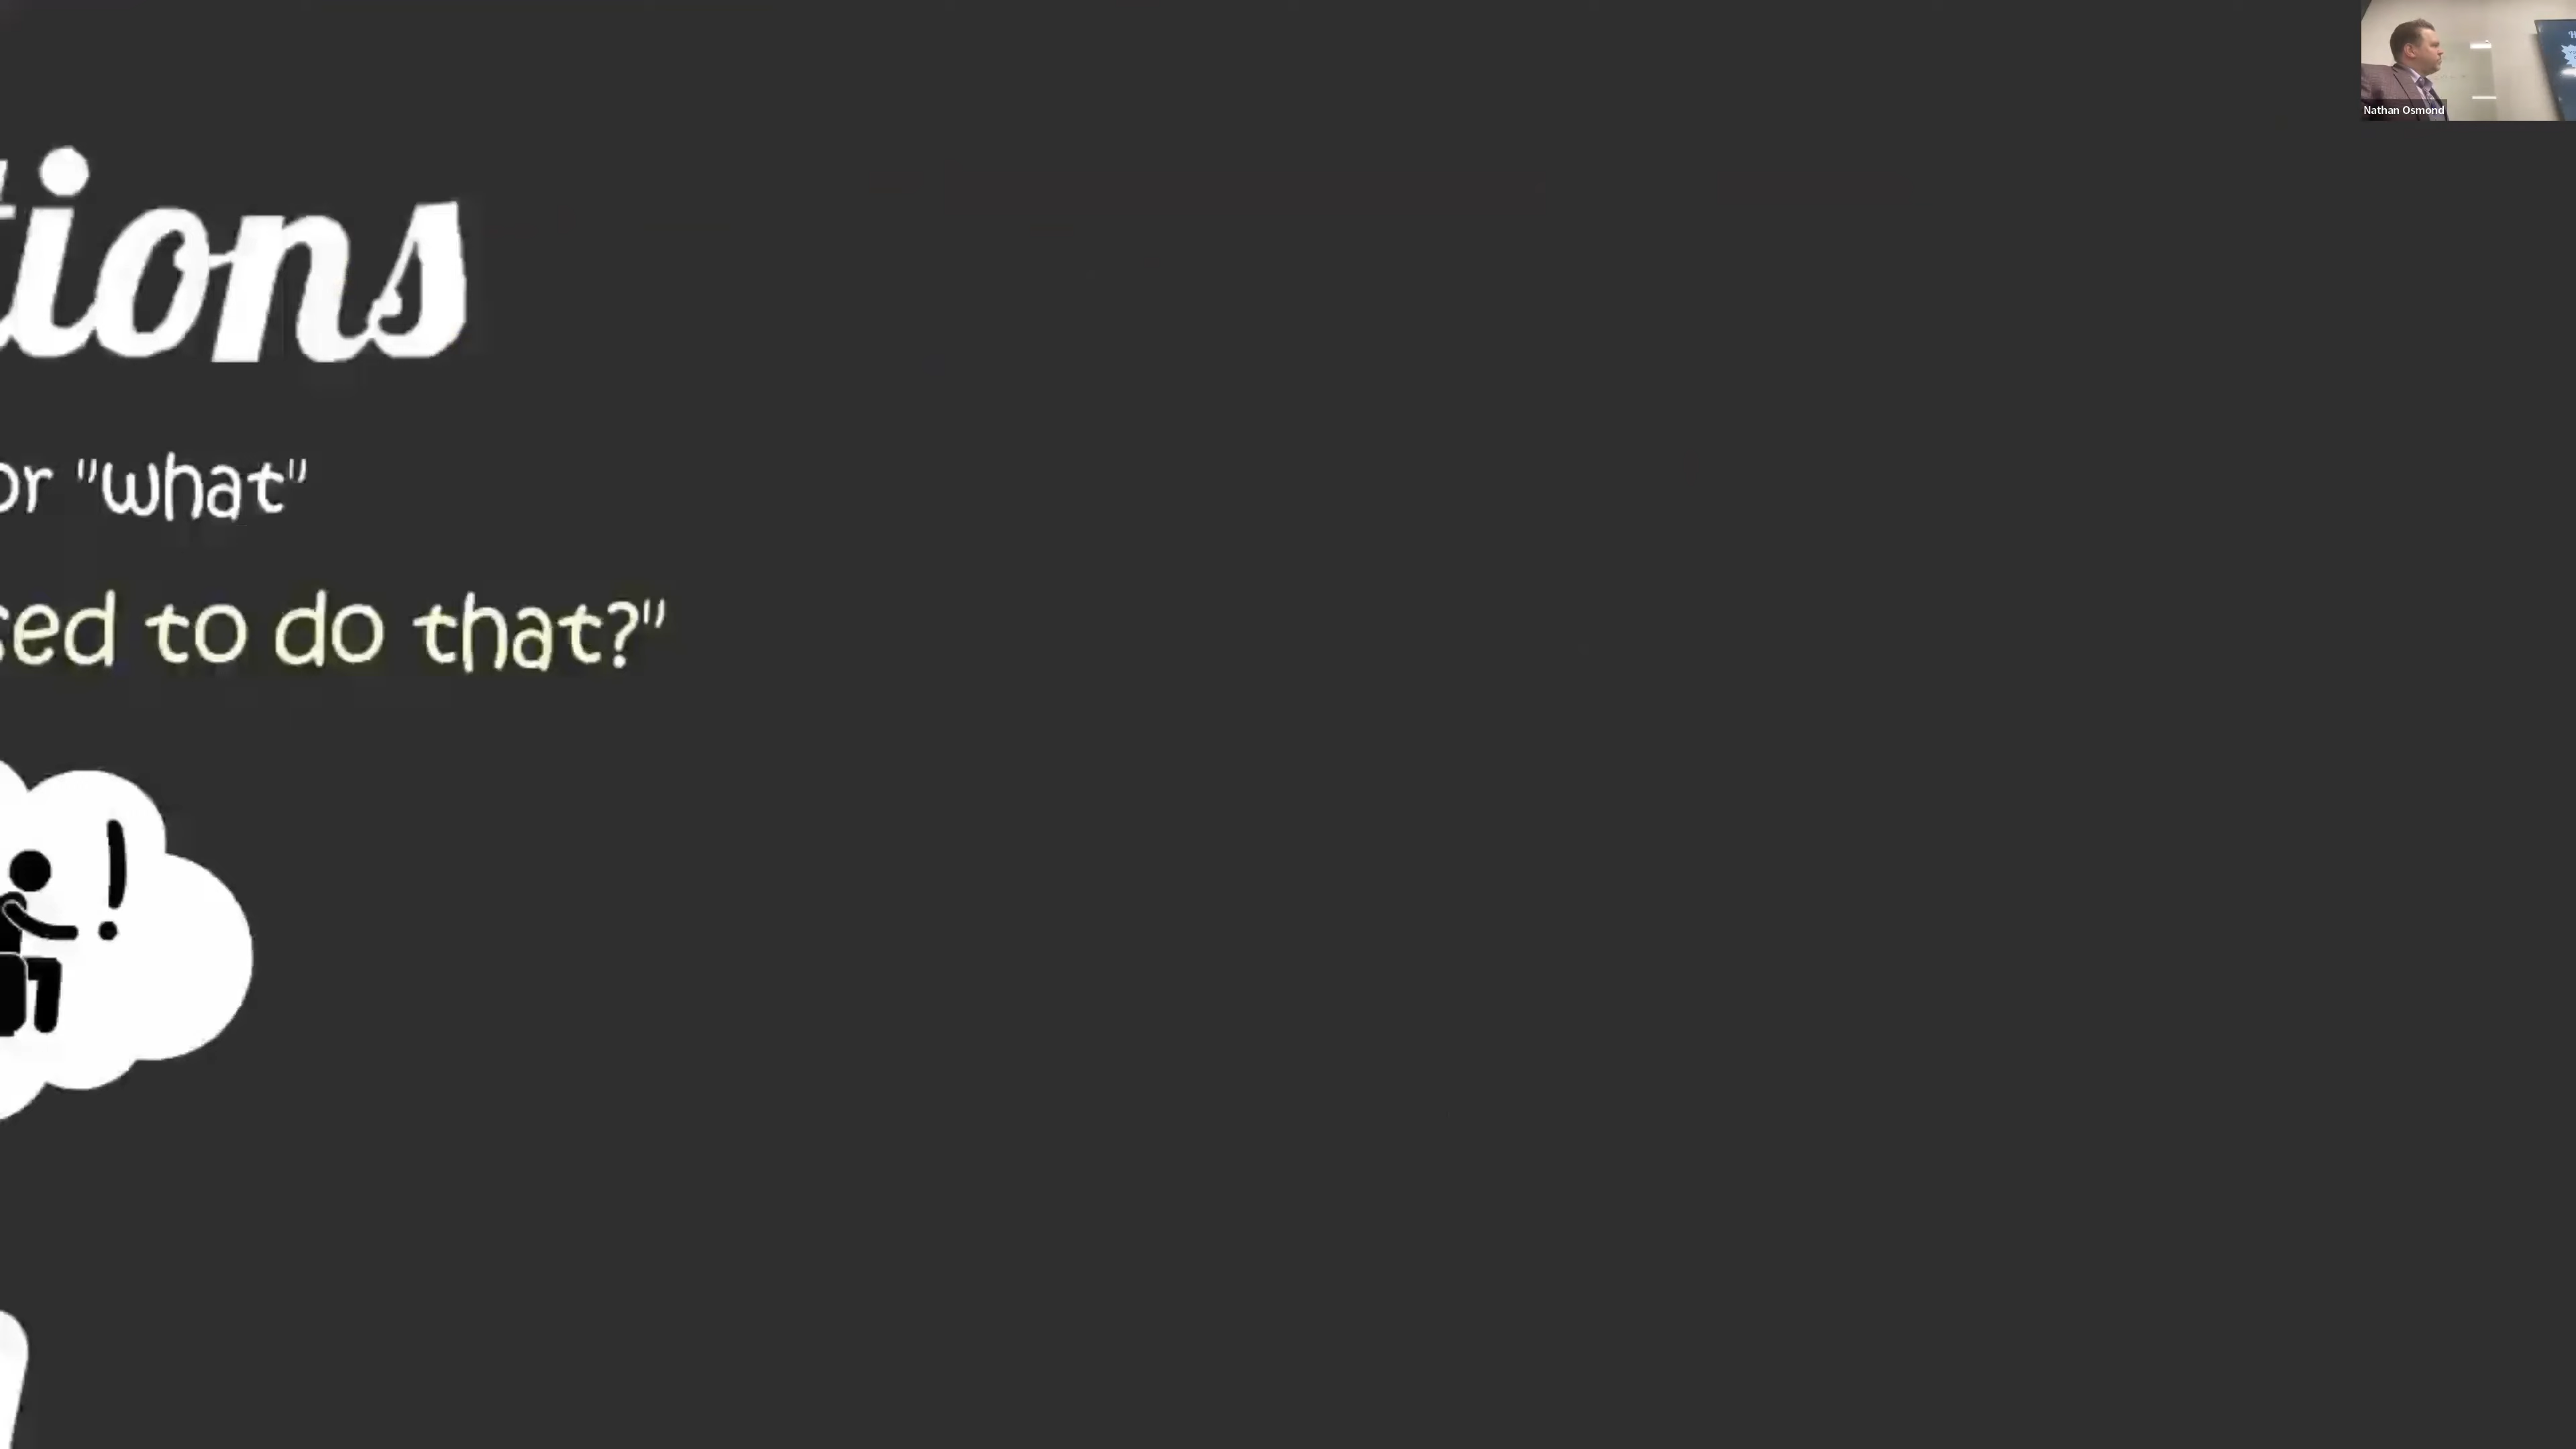 Nathan Osmond
tions
or "what"
sed to do that?"
!